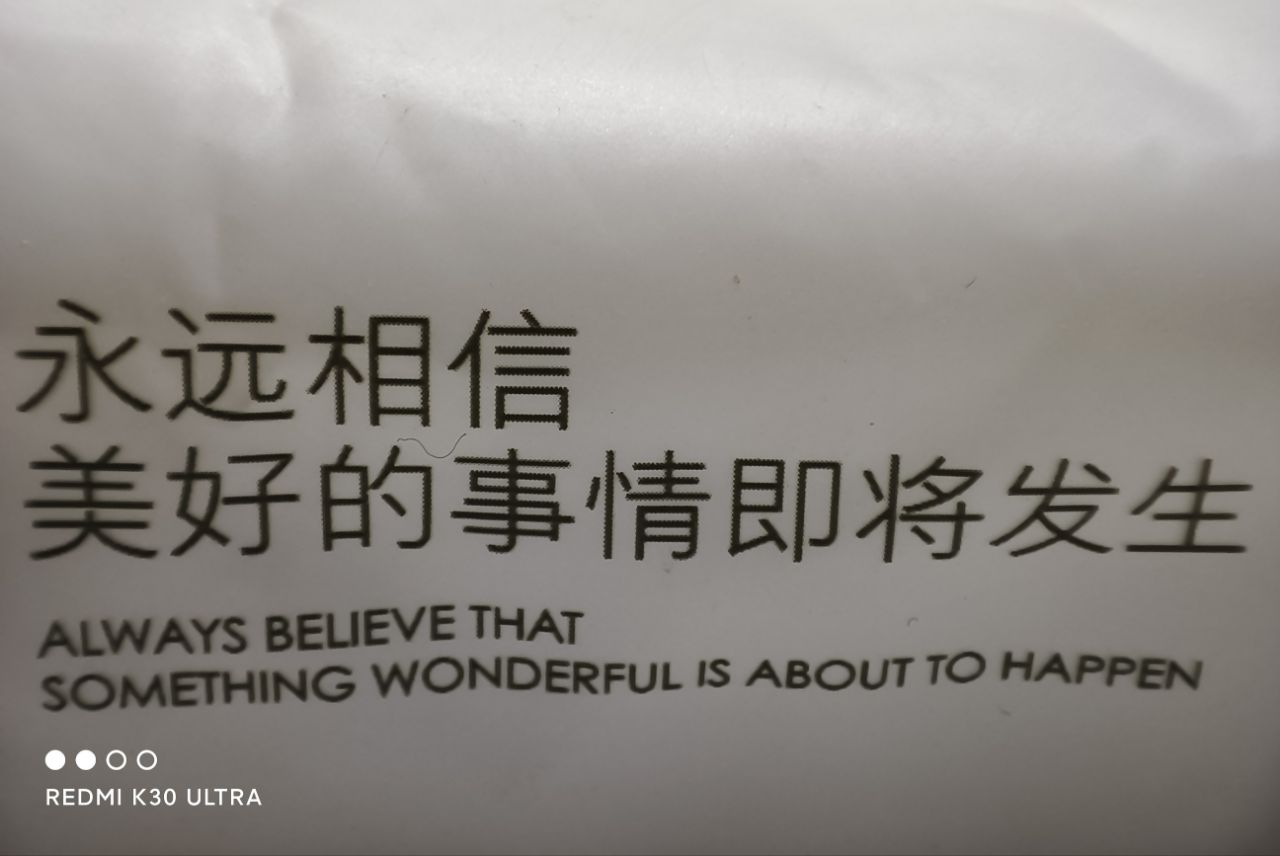 永远相信
美好的事情即将发生
ALWAYS BELIEVE THAT
SOMETHING WONDERFUL IS ABOUT TO HAPPEN
REDMI K30 ULTRA